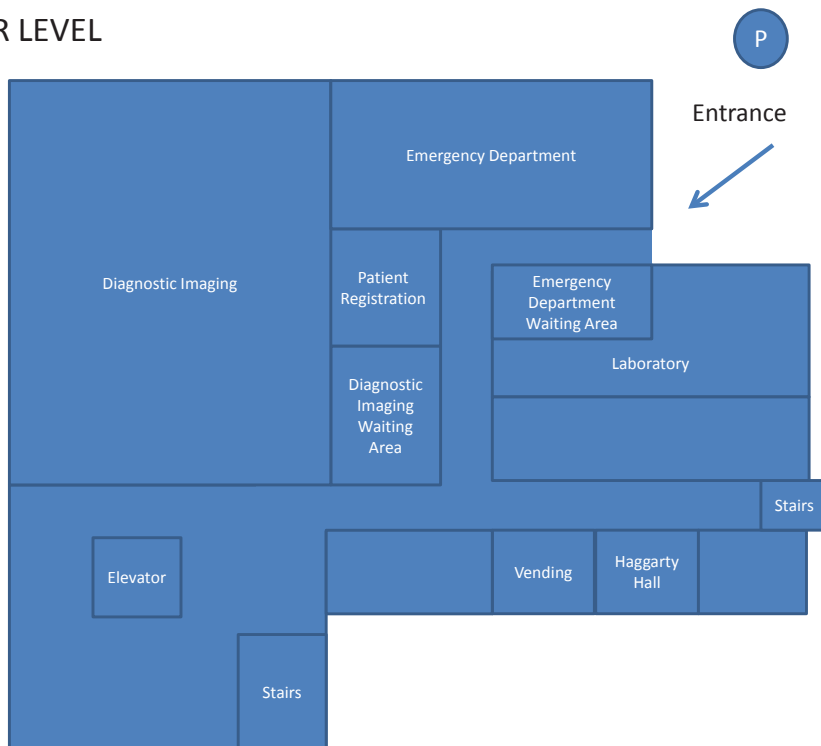 R LEVEL
P
Entrance
Emergency Department
Diagnostic Imaging
Patient
Registration
Emergency
Department
Waiting Area
Laboratory
Diagnostic
Imaging
Waiting
Area
Stairs
Elevator
Vending
Haggarty
Hall
Stairs